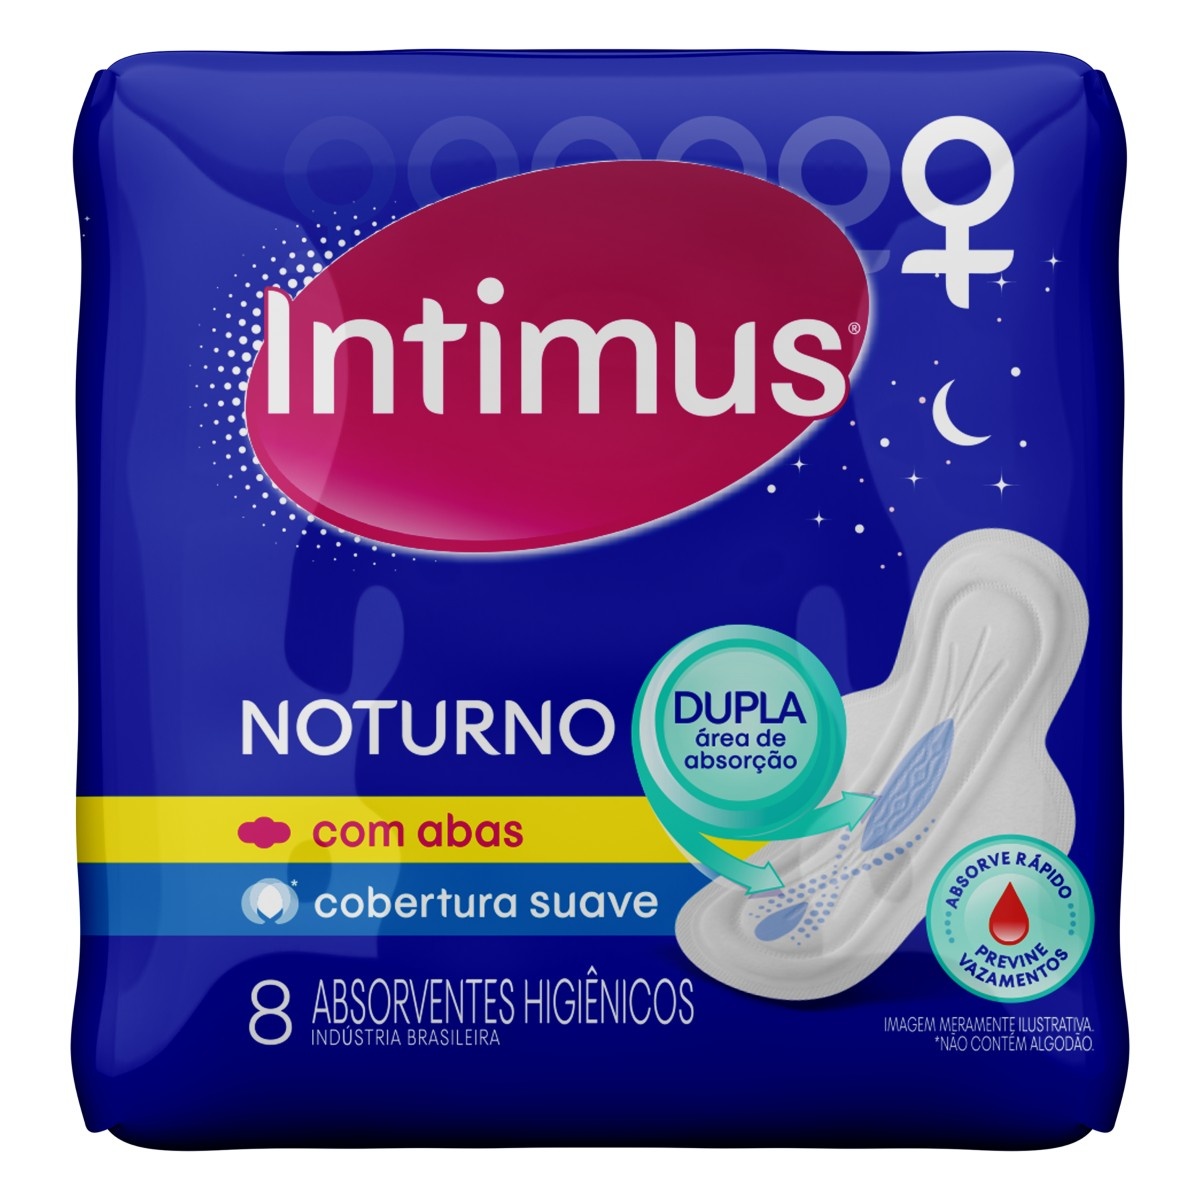 Intimus®
NOTURNO
DUPLA
área de
absorção
com abas
*
cobertura suave
ABSORVE RÁPIDO
PREVINE
VAZAMENTOS
8 ABSORVENTES HIGIÊNICOS
INDÚSTRIA BRASILEIRA
IMAGEM MERAMENTE ILUSTRATIVA.
*NÃO CONTÉM ALGODÃO.